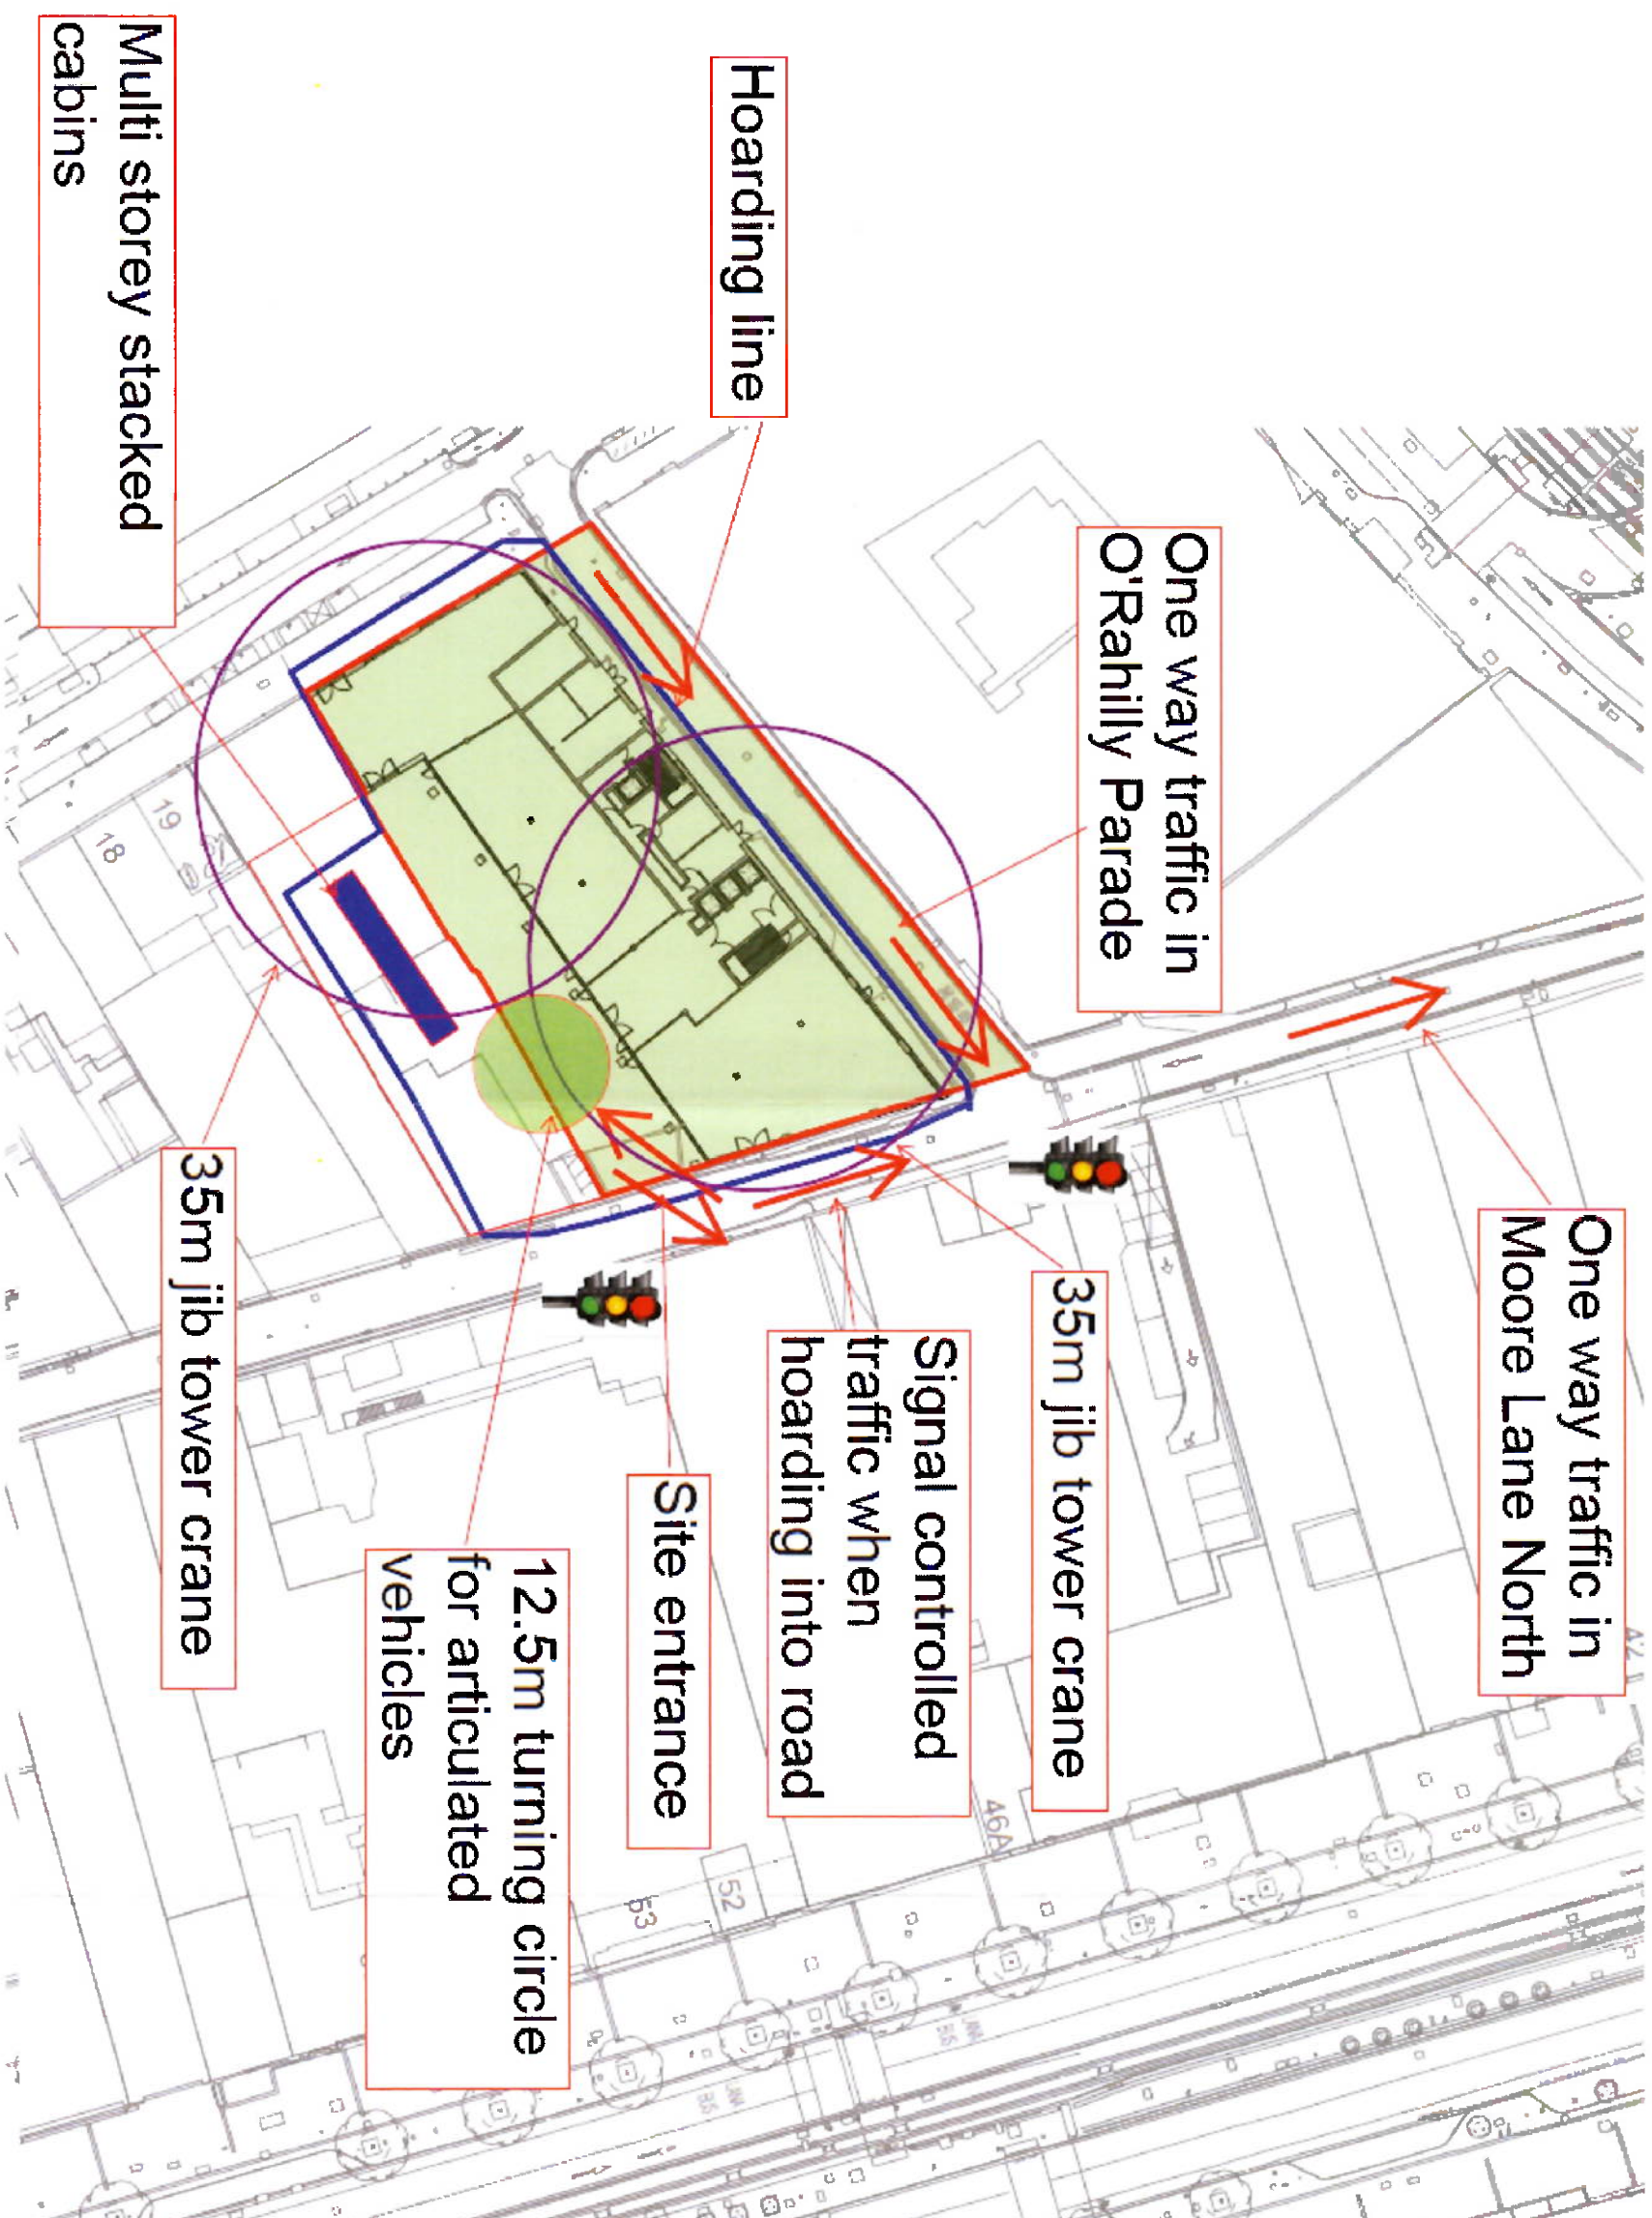 One way traffic in
Moore Lane North
One way traffic in
O'Rahilly Parade
35m jib tower crane
Signal controlled
traffic when
hoarding into road
Hoarding line
Site entrance
12.5m turning circle
for articulated
vehicles
35m jib tower crane
Multi storey stacked
cabins
19
18
46A
52
53